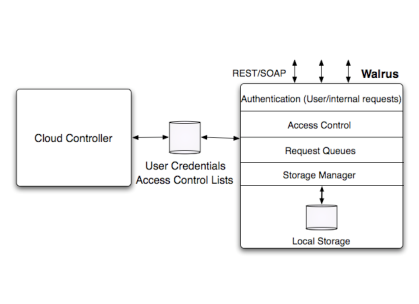 REST/SOAP
Walrus
Authentication (User/internal requests)
Cloud Controller
Access Control
Request Queues
User Credentials
Access Control Lists
Storage Manager
Local Storage